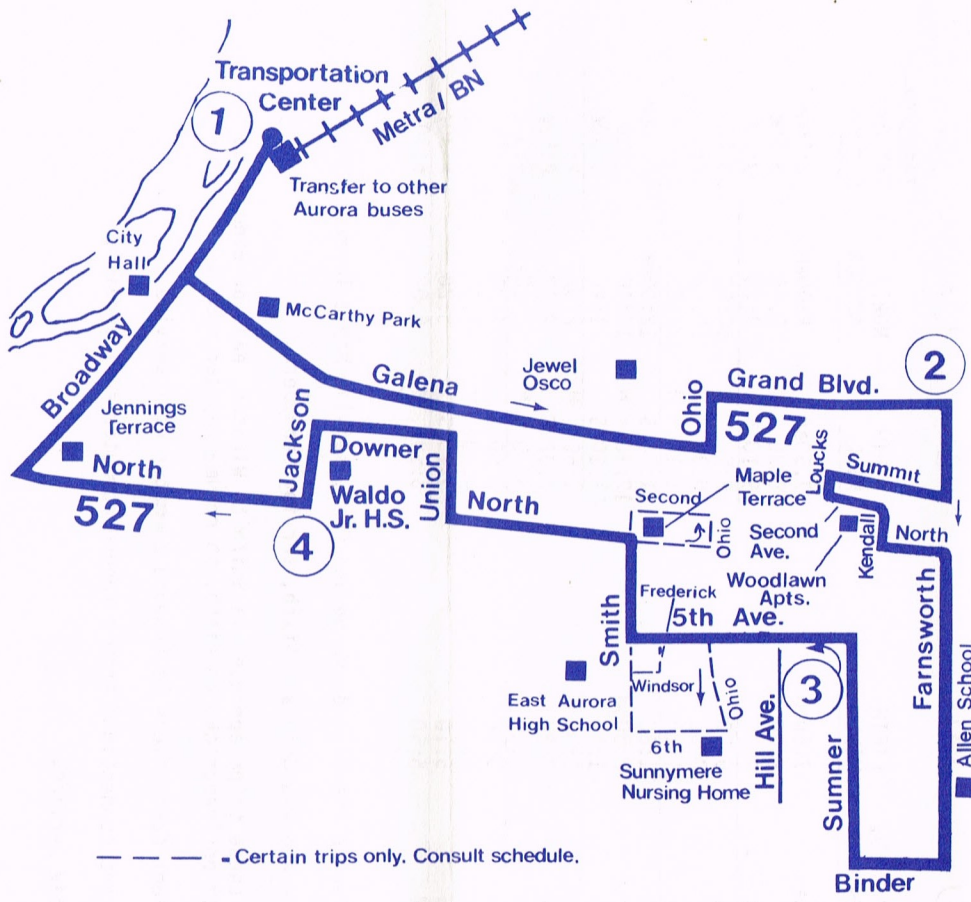 Transportation
Center
1
Metra/ BN
Transfer to other
Aurora buses
City
Hall
McCarthy Park
Broadway
Galena
Jewel
Osco
Ohio
Grand Blvd.
2
527
Jennings
Terrace
North
527
Jackson
Downer
Waldo
Jr. H.S.
Union
4
North
Second
Maple
Terrace
Ohio
Loucks
Summit
Second
Ave.
Kendall
North
Woodlawn
Apts.
Frederick
5th Ave.
Smith
Windsor
Ohio
East Aurora
High School
6th
Sunnymere
Nursing Home
Hill Ave.
3
Sumner
Farnsworth
Allen School
Binder
- Certain trips only. Consult schedule.